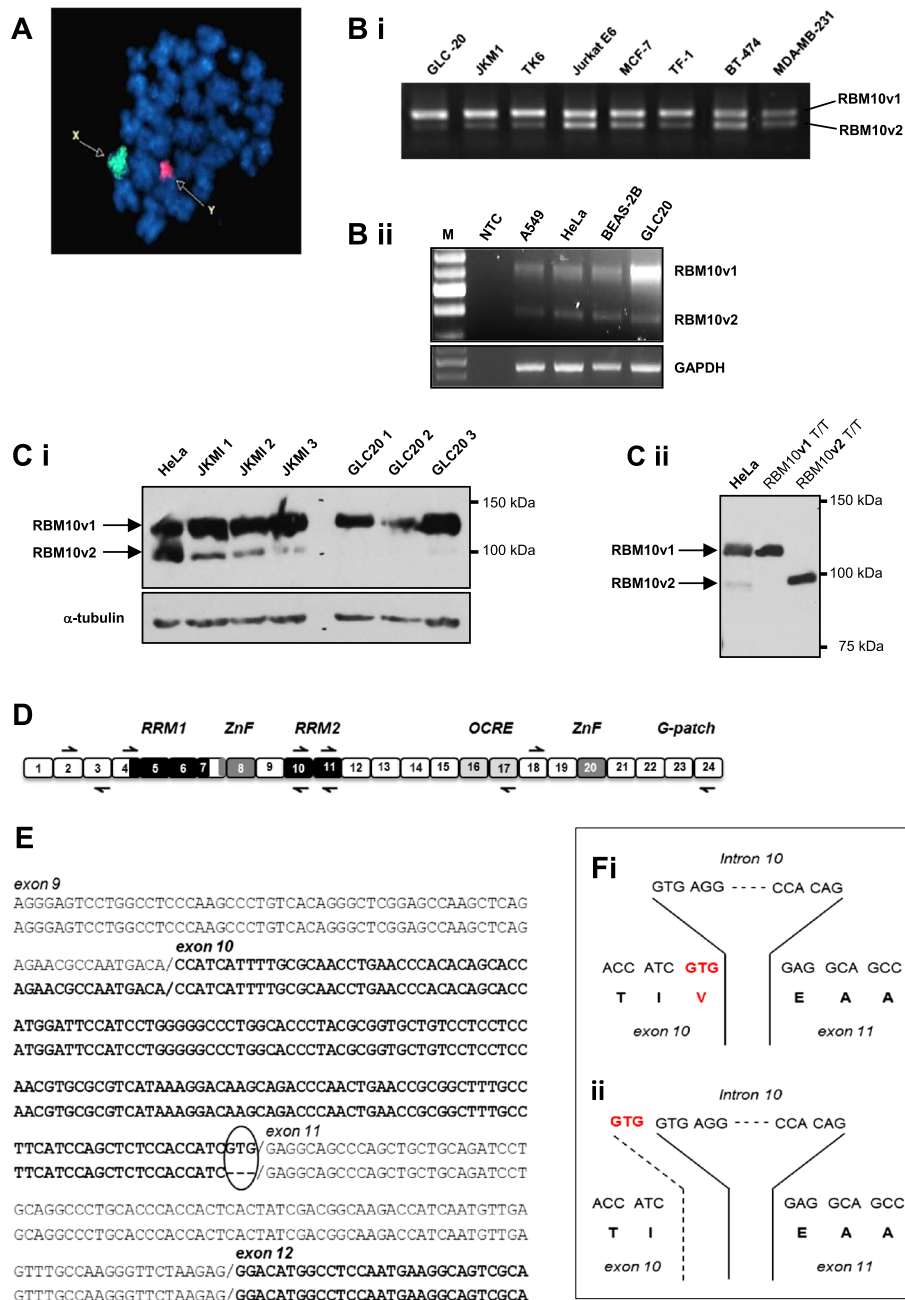 A
X
Y
B i
GLC -20
JKM1
TK6
Jurkat E6
MCF-7
TF-1
BT-474
MDA-MB-231
RBM10v1
RBM10v2
B ii
M
NTC
A549
HeLa
BEAS-2B
GLC20
RBM10v1
RBM10v2
GAPDH
C i
HeLa
JKMI 1
JKMI 2
JKMI 3
GLC20 1
GLC20 2
GLC20 3
150 kDa
RBM10v1
RBM10v2
100 kDa
α-tubulin
C ii
HeLa
RBM10v1 T/T
RBM10v2 T/T
150 kDa
RBM10v1
100 kDa
RBM10v2
75 kDa
D
RRM1 ZnF RRM2 OCRE ZnF G-patch
1 2 3 4 5 6 7 8 9 10 11 12 13 14 15 16 17 18 19 20 21 22 23 24
E
exon 9
AGGGAGTCCTGGCCTCCCAAGCCCTGTCACAGGGCTCGGAGCCAAGCTCAG
AGGGAGTCCTGGCCTCCCAAGCCCTGTCACAGGGCTCGGAGCCAAGCTCAG
exon 10
AGAACGCCAATGACA/CCATCATTTTGCGCAACCTGAACCCACACAGCACC
AGAACGCCAATGACA/CCATCATTTTGCGCAACCTGAACCCACACAGCACC
ATGGATTCCATCCTGGGGGCCCTGGCACCCTACGCGGTGCTGTCCTCCTCC
ATGGATTCCATCCTGGGGGCCCTGGCACCCTACGCGGTGCTGTCCTCCTCC
AACGTGCGCGTCATAAAGGACAAGCAGACCCAACTGAACCGCGGCTTTGCC
AACGTGCGCGTCATAAAGGACAAGCAGACCCAACTGAACCGCGGCTTTGCC
exon 11
TTCATCCAGCTCTCCACCATCGTG/GAGGCAGCCCAGCTGCTGCAGATCCT
TTCATCCAGCTCTCCACCATC---/GAGGCAGCCCAGCTGCTGCAGATCCT
GCAGGCCCTGCACCCACCACTCACTATCGACGGCAAGACCATCAATGTTGA
GCAGGCCCTGCACCCACCACTCACTATCGACGGCAAGACCATCAATGTTGA
exon 12
GTTTGCCAAGGGTTCTAAGAG/GGACATGGCCTCCAATGAAGGCAGTCGCA
GTTTGCCAAGGGTTCTAAGAG/GGACATGGCCTCCAATGAAGGCAGTCGCA
Fi
Intron 10
GTG AGG ---- CCA CAG
ACC ATC GTG GAG GCA GCC
T I V E A A
exon 10 exon 11
ii
Intron 10
GTG GTG AGG ---- CCA CAG
ACC ATC GAG GCA GCC
T I E A A
exon 10 exon 11